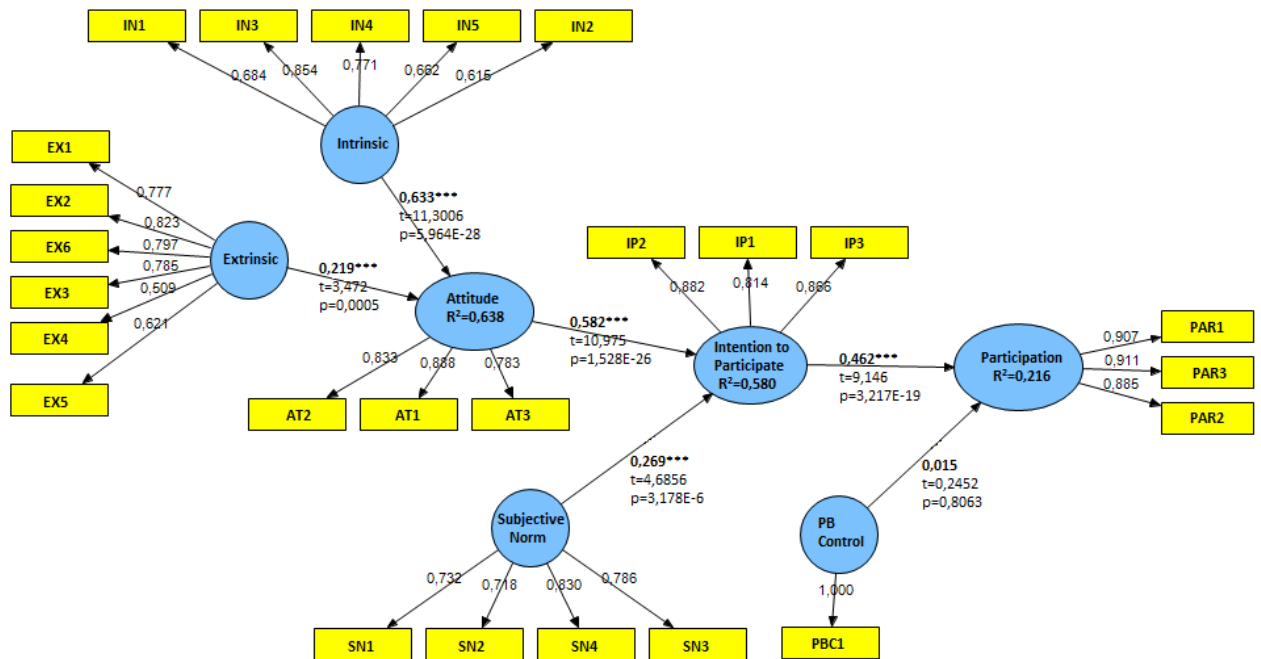 IN1
IN3
IN4
IN5
IN2
0,684
0,854
0,771
0,662
0,615
Intrinsic
EX1
EX2
EX6
EX3
EX4
EX5
0,777
0,823
0,797
0,785
0,509
0,621
Extrinsic
0,633***
t=11,3006
p=5,964E-28
0,219***
t=3,472
p=0,0005
Attitude
R²=0,638
0,833
0,888
0,783
AT2
AT1
AT3
0,582***
t=10,975
p=1,528E-26
IP2
IP1
IP3
0,882
0,814
0,866
Intention to
Participate
R²=0,580
0,462***
t=9,146
p=3,217E-19
Participation
R²=0,216
0,907
0,911
0,885
PAR1
PAR3
PAR2
0,269***
t=4,6856
p=3,178E-6
0,015
t=0,2452
p=0,8063
Subjective
Norm
0,732
0,718
0,830
0,786
SN1
SN2
SN4
SN3
PB
Control
1,000
PBC1